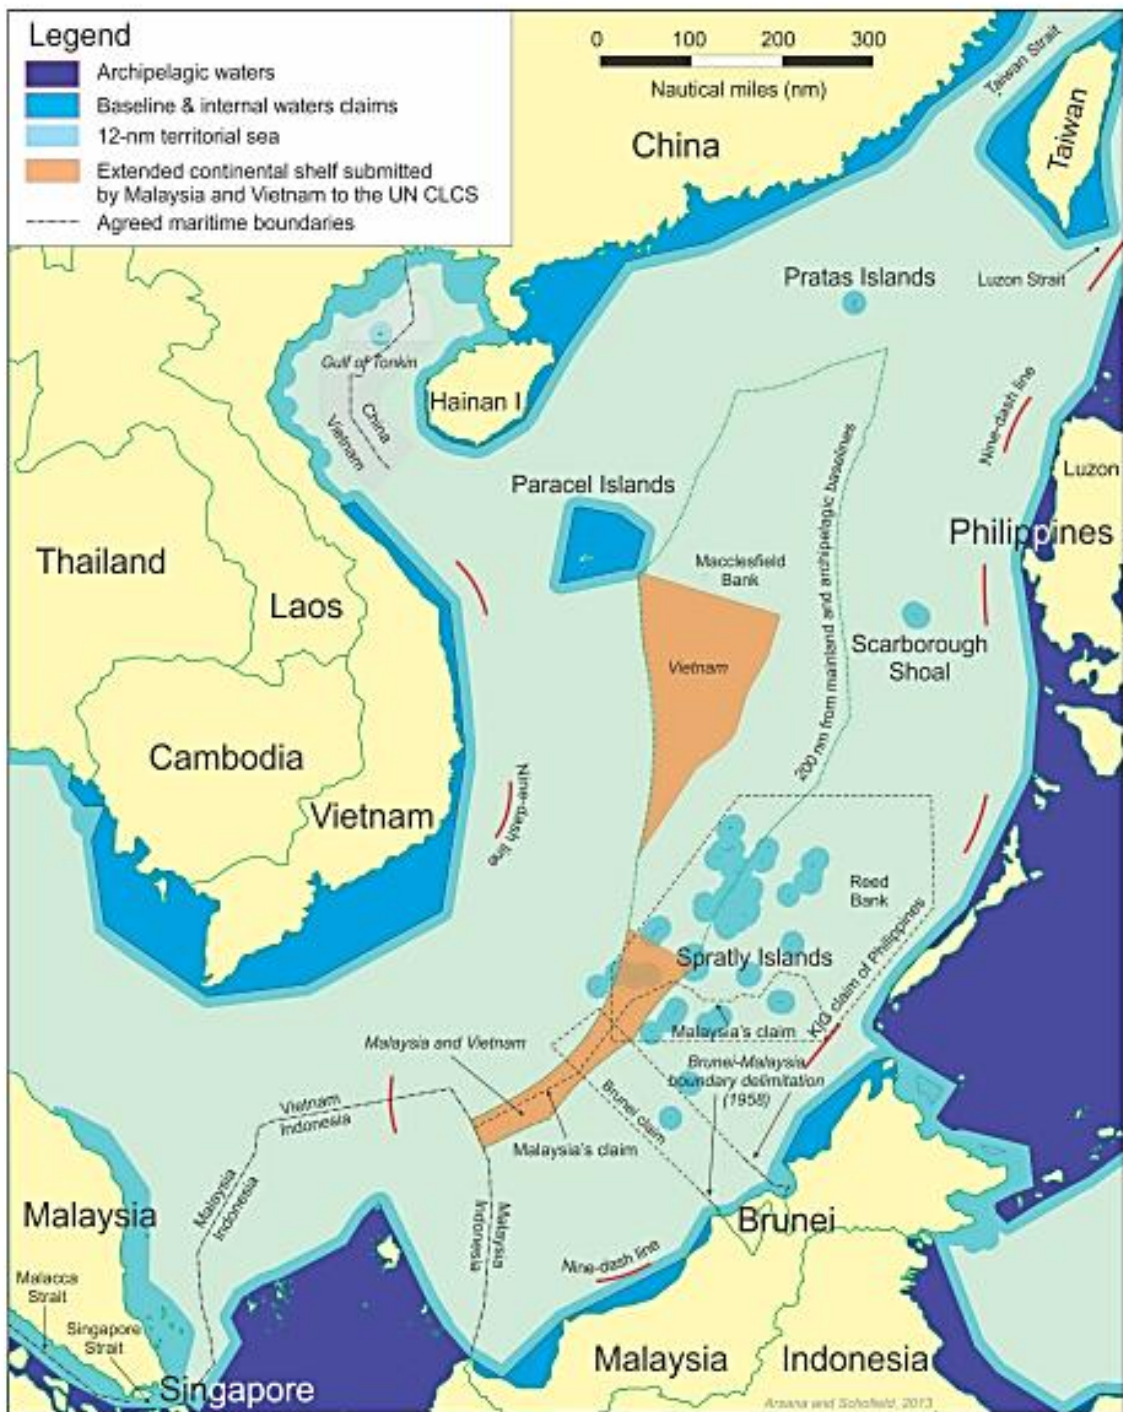 Legend
Archipelagic waters
Baseline & internal waters claims
12-nm territorial sea
Extended continental shelf submitted
by Malaysia and Vietnam to the UN CLCS
Agreed maritime boundaries
0 100 200 300
Nautical miles (nm)
China
Taiwan Strait
Taiwan
Luzon Strait
Pratas Islands
Gulf of Tonkin
Hainan I
China
Vietnam
Nine-dash line
Luzon
Paracel Islands
Philippines
Thailand
Laos
Macclesfield
Bank
200 nm from mainland and archipelagic baselines
Scarborough
Shoal
Vietnam
Cambodia
Vietnam
Nine-dash line
Reed
Bank
Spratly Islands
KIG claim of Philippines
Malaysia's claim
Malaysia and Vietnam
Brunei-Malaysia
boundary delimitation
(1958)
Brunei claim
Vietnam
Indonesia
Malaysia's claim
Malaysia
Indonesia
Malaysia
Indonesia
Malaysia
Brunei
Nine-dash line
Malacca
Strait
Singapore
Strait
Singapore
Malaysia
Indonesia
Arsana and Schofield, 2013